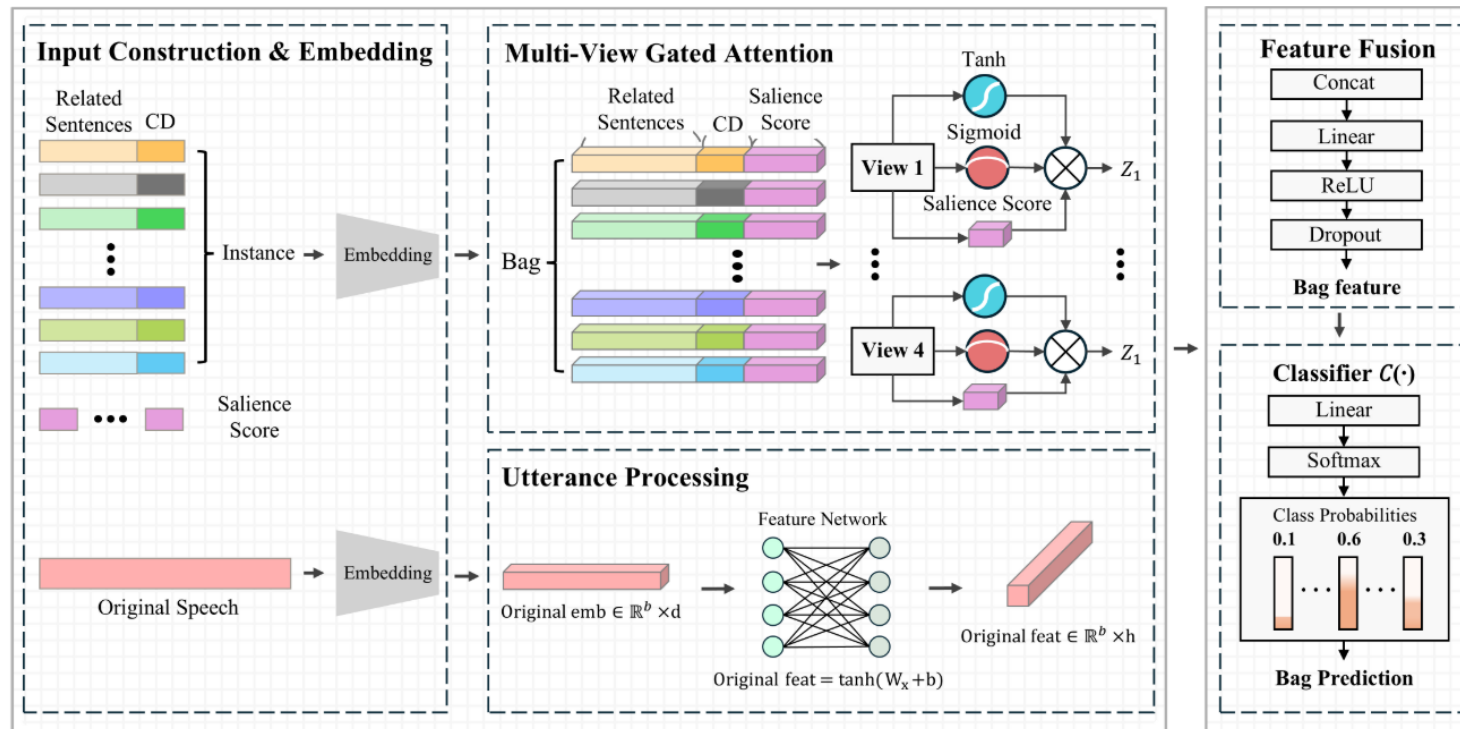 Input Construction & Embedding
Related
Sentences
CD
Instance
Embedding
Salience
Score
Original Speech
Embedding
Multi-View Gated Attention
Related
Sentences
CD
Salience
Score
Bag
Tanh
Sigmoid
View 1
Z₁
Salience Score
View 4
Z₁
Utterance Processing
Feature Network
Original emb ∈ ℝᵇ ×d
Original feat = tanh(Wₓ+b)
Original feat ∈ ℝᵇ ×h
Feature Fusion
Concat
Linear
ReLU
Dropout
Bag feature
Classifier C(·)
Linear
Softmax
Class Probabilities
0.1 0.6 0.3
Bag Prediction